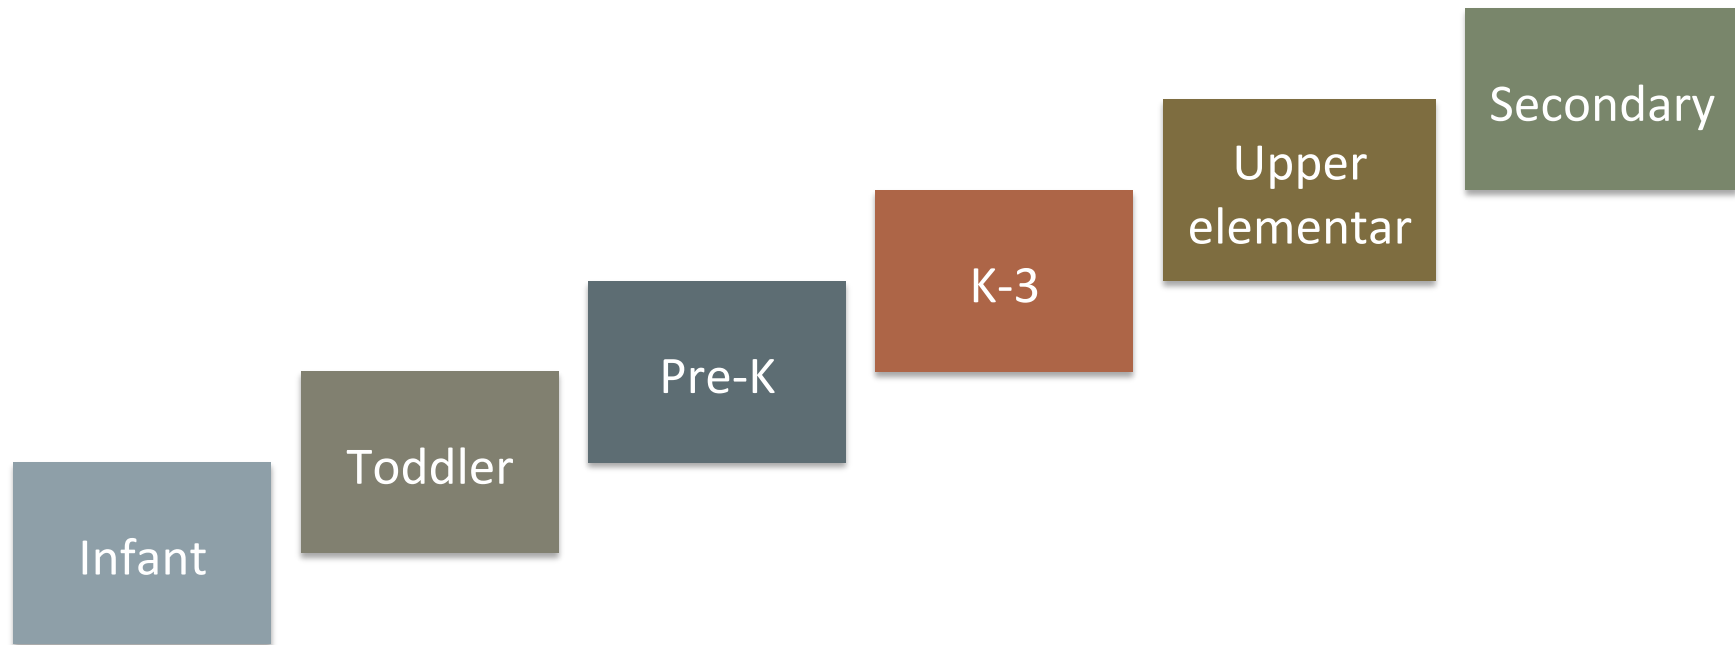 Infant
Toddler
Pre-K
K-3
Upper
elementar
Secondary